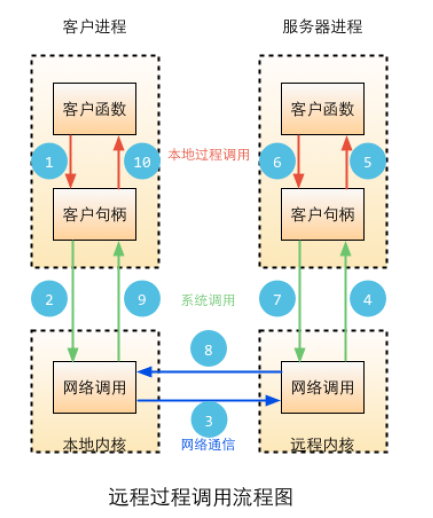 客户进程
服务器进程
客户函数
客户函数
1
10
本地过程调用
6
5
客户句柄
客户句柄
2
9
系统调用
7
4
8
网络调用
网络调用
3
本地内核
网络通信
远程内核
远程过程调用流程图